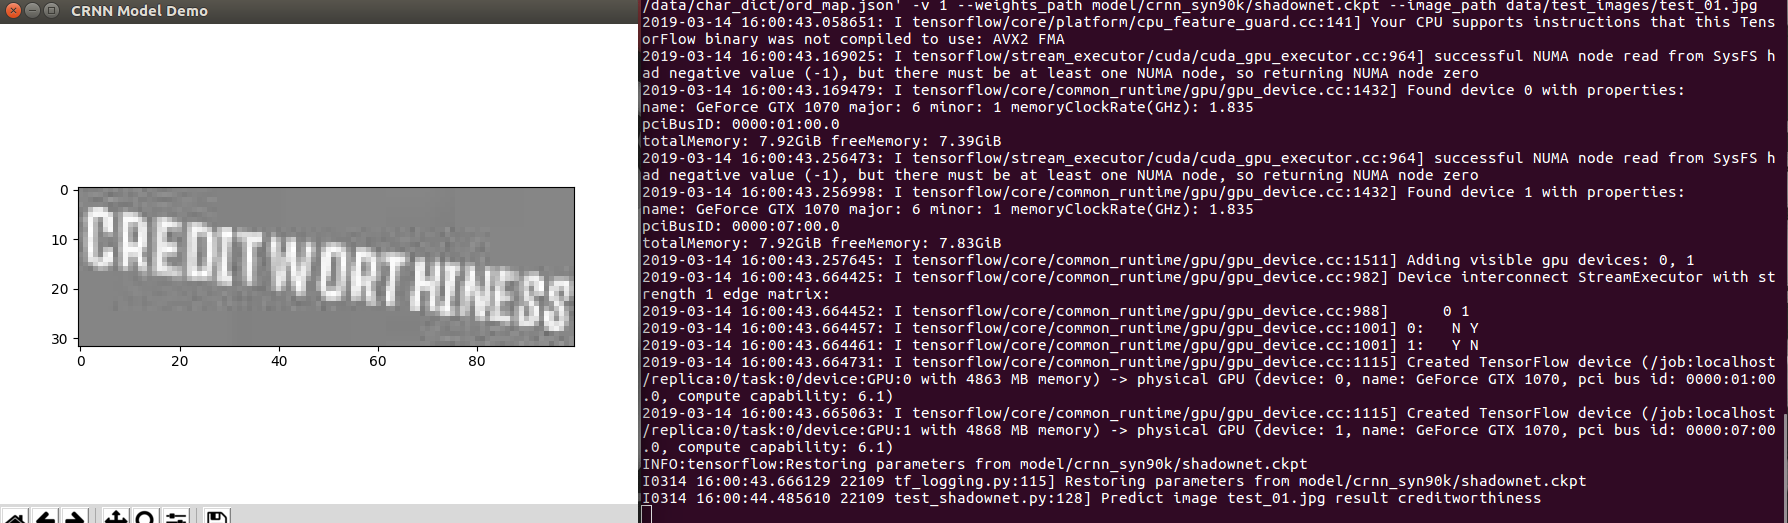 CRNN Model Demo
0
10
20
30
CREDITWORTHINESS
0 20 40 60 80
/data/char_dict/ord_map.json' -v 1 --weights_path model/crnn_syn90k/shadownet.ckpt --image_path data/test_images/test_01.jpg
2019-03-14 16:00:43.058651: I tensorflow/core/platform/cpu_feature_guard.cc:141] Your CPU supports instructions that this Tens
orFlow binary was not compiled to use: AVX2 FMA
2019-03-14 16:00:43.169025: I tensorflow/stream_executor/cuda/cuda_gpu_executor.cc:964] successful NUMA node read from SysFS h
ad negative value (-1), but there must be at least one NUMA node, so returning NUMA node zero
2019-03-14 16:00:43.169479: I tensorflow/core/common_runtime/gpu/gpu_device.cc:1432] Found device 0 with properties:
name: GeForce GTX 1070 major: 6 minor: 1 memoryClockRate(GHz): 1.835
pciBusID: 0000:01:00.0
totalMemory: 7.92GiB freeMemory: 7.39GiB
2019-03-14 16:00:43.256473: I tensorflow/stream_executor/cuda/cuda_gpu_executor.cc:964] successful NUMA node read from SysFS h
ad negative value (-1), but there must be at least one NUMA node, so returning NUMA node zero
2019-03-14 16:00:43.256998: I tensorflow/core/common_runtime/gpu/gpu_device.cc:1432] Found device 1 with properties:
name: GeForce GTX 1070 major: 6 minor: 1 memoryClockRate(GHz): 1.835
pciBusID: 0000:07:00.0
totalMemory: 7.92GiB freeMemory: 7.83GiB
2019-03-14 16:00:43.257645: I tensorflow/core/common_runtime/gpu/gpu_device.cc:1511] Adding visible gpu devices: 0, 1
2019-03-14 16:00:43.664425: I tensorflow/core/common_runtime/gpu/gpu_device.cc:982] Device interconnect StreamExecutor with st
rength 1 edge matrix:
2019-03-14 16:00:43.664452: I tensorflow/core/common_runtime/gpu/gpu_device.cc:988]      0 1
2019-03-14 16:00:43.664457: I tensorflow/core/common_runtime/gpu/gpu_device.cc:1001] 0:   N Y
2019-03-14 16:00:43.664461: I tensorflow/core/common_runtime/gpu/gpu_device.cc:1001] 1:   Y N
2019-03-14 16:00:43.664731: I tensorflow/core/common_runtime/gpu/gpu_device.cc:1115] Created TensorFlow device (/job:localhost
/replica:0/task:0/device:GPU:0 with 4863 MB memory) -> physical GPU (device: 0, name: GeForce GTX 1070, pci bus id: 0000:01:00
.0, compute capability: 6.1)
2019-03-14 16:00:43.665063: I tensorflow/core/common_runtime/gpu/gpu_device.cc:1115] Created TensorFlow device (/job:localhost
/replica:0/task:0/device:GPU:1 with 4868 MB memory) -> physical GPU (device: 1, name: GeForce GTX 1070, pci bus id: 0000:07:00
.0, compute capability: 6.1)
INFO:tensorflow:Restoring parameters from model/crnn_syn90k/shadownet.ckpt
I0314 16:00:43.666129 22109 tf_logging.py:115] Restoring parameters from model/crnn_syn90k/shadownet.ckpt
I0314 16:00:44.485610 22109 test_shadownet.py:128] Predict image test_01.jpg result creditworthiness